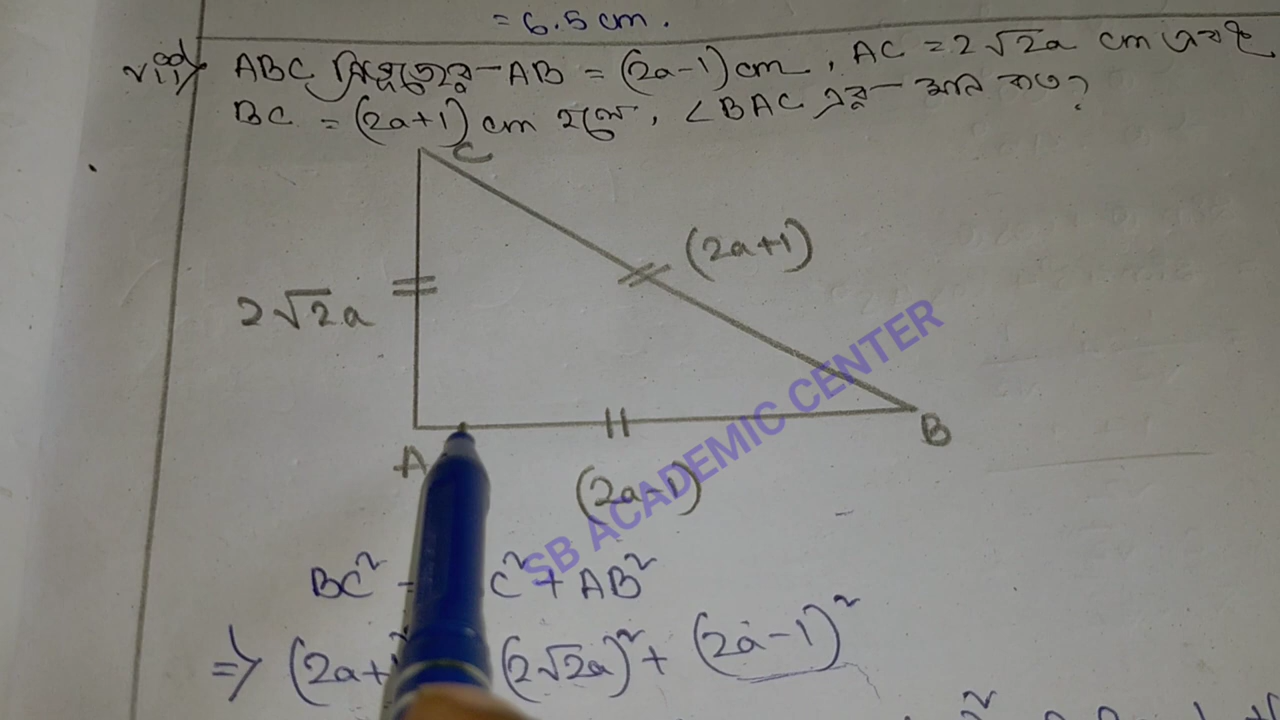 = 6.5 cm.
ABC ত্রিভুজের AB = (2a-1) cm, AC = 2√2a cm এবং
BC = (2a+1) cm হলে, ∠BAC এর মান কত?
C
(2a+1)
2√2a
A
B
(2a-1)
SB ACADEMIC CENTER
BC² C² + AB²
⇒ (2a+ (2√2a)² + (2a-1)²